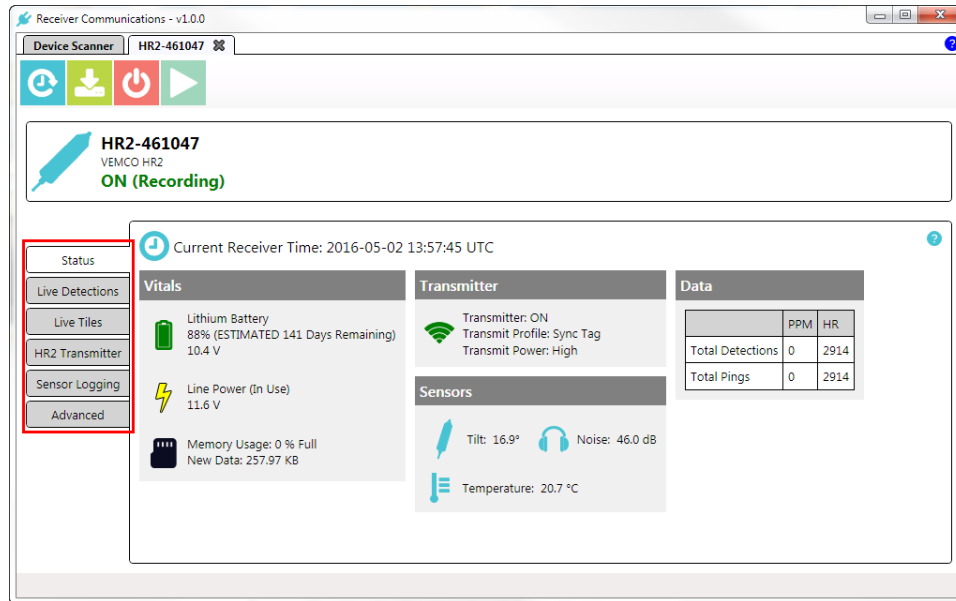 Receiver Communications - v1.0.0
Device Scanner
HR2-461047
?
HR2-461047
VEMCO HR2
ON (Recording)
Status
Live Detections
Live Tiles
HR2 Transmitter
Sensor Logging
Advanced
Current Receiver Time: 2016-05-02 13:57:45 UTC
?
Vitals
Lithium Battery
88% (ESTIMATED 141 Days Remaining)
10.4 V
Line Power (In Use)
11.6 V
Memory Usage: 0 % Full
New Data: 257.97 KB
Transmitter
Transmitter: ON
Transmit Profile: Sync Tag
Transmit Power: High
Sensors
Tilt: 16.9°
Noise: 46.0 dB
Temperature: 20.7 °C
Data
PPM HR
Total Detections 0 2914
Total Pings 0 2914